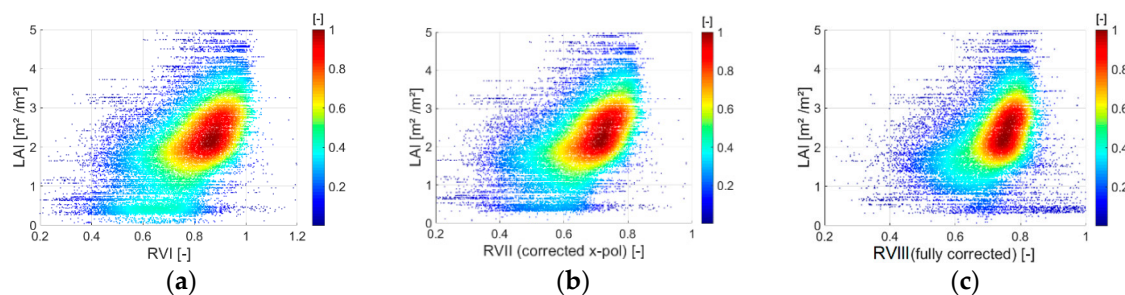 [-] [-] [-]
5 1 5 1 5 1
4 0.8 4 0.8 4 0.8
LAI [m² /m²] 3 0.6 LAI [m² /m²] 3 0.6 LAI [m² /m²] 3 0.6
2 0.4 2 0.4 2 0.4
1 0.2 1 0.2 1 0.2
0 0 0
0.2 0.4 0.6 0.8 1 1.2 0.2 0.4 0.6 0.8 1 0.2 0.4 0.6 0.8 1
RVI [-] RVII (corrected x-pol) [-] RVIII(fully corrected) [-]
(a) (b) (c)